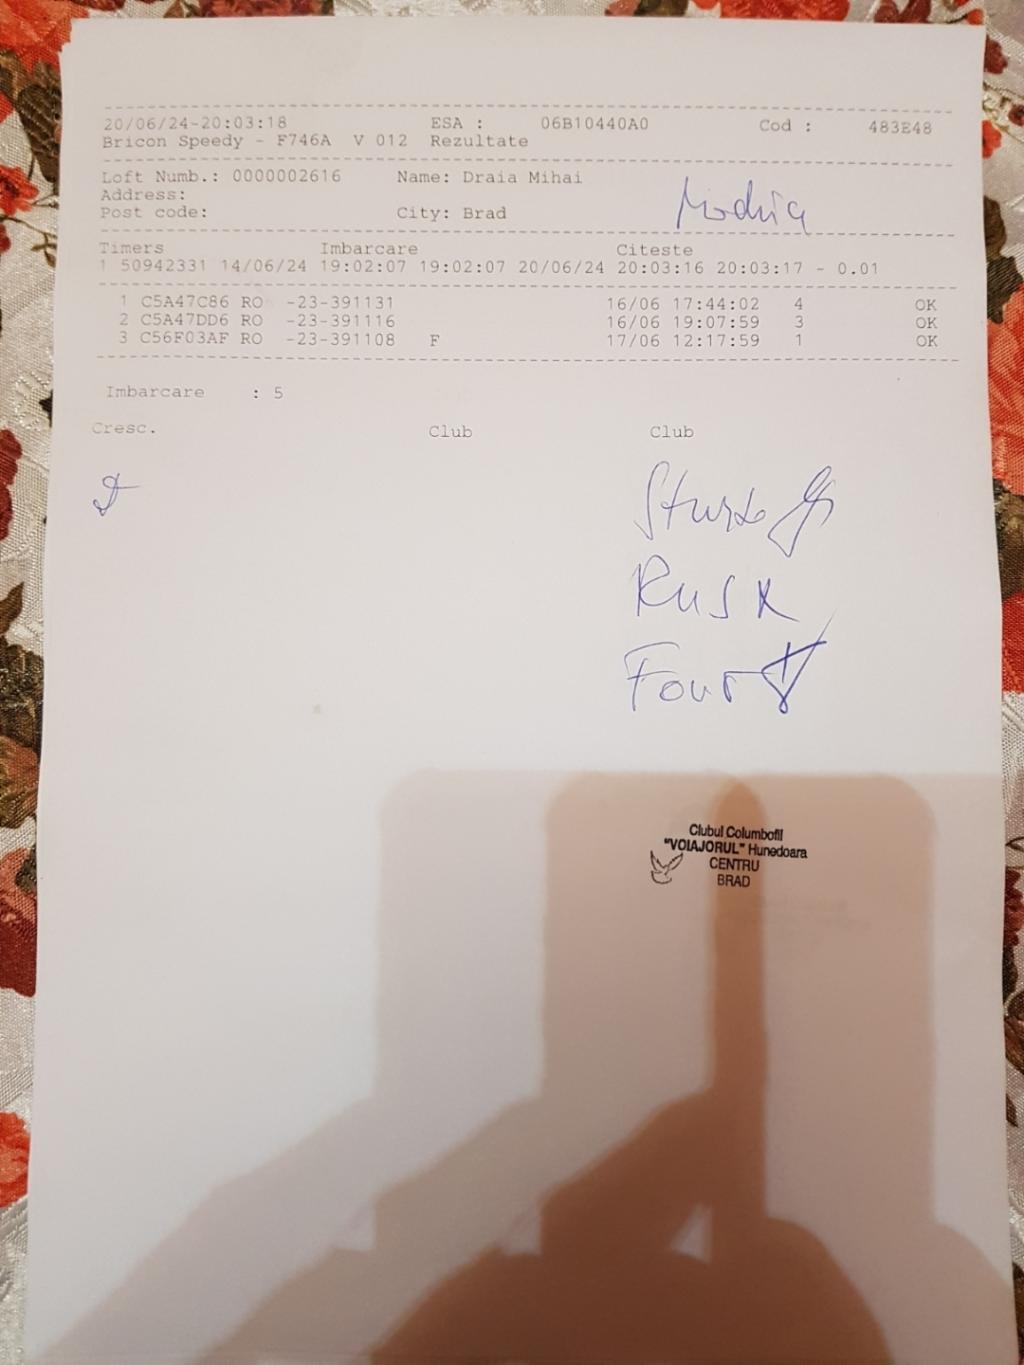 20/06/24-20:03:18 ESA : 06B10440A0 Cod : 483E48
Bricon Speedy - F746A V 012 Rezultate
Loft Numb.: 0000002616 Name: Draia Mihai
Address:
Post code: City: Brad
Timers Imbarcare Citeste
1 50942331 14/06/24 19:02:07 19:02:07 20/06/24 20:03:16 20:03:17 - 0.01
1 C5A47C86 RO -23-391131 16/06 17:44:02 4 OK
2 C5A47DD6 RO -23-391116 16/06 19:07:59 3 OK
3 C56F03AF RO -23-391108 F 17/06 12:17:59 1 OK
Imbarcare : 5
Cresc. Club Club
Rus
Clubul Columbofil
"VOIAJORUL" Hunedoara
CENTRU
BRAD